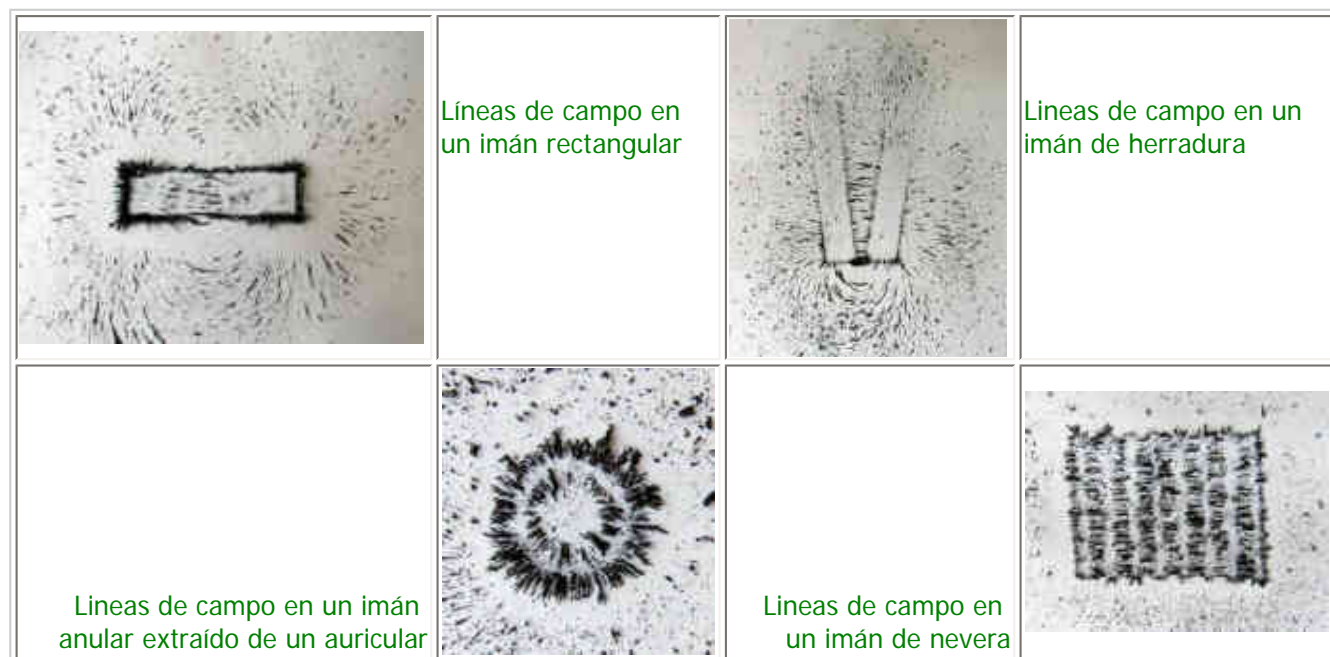 Líneas de campo en
un imán rectangular
Lineas de campo en un
imán de herradura
Lineas de campo en un imán
anular extraído de un auricular
Lineas de campo en
un imán de nevera